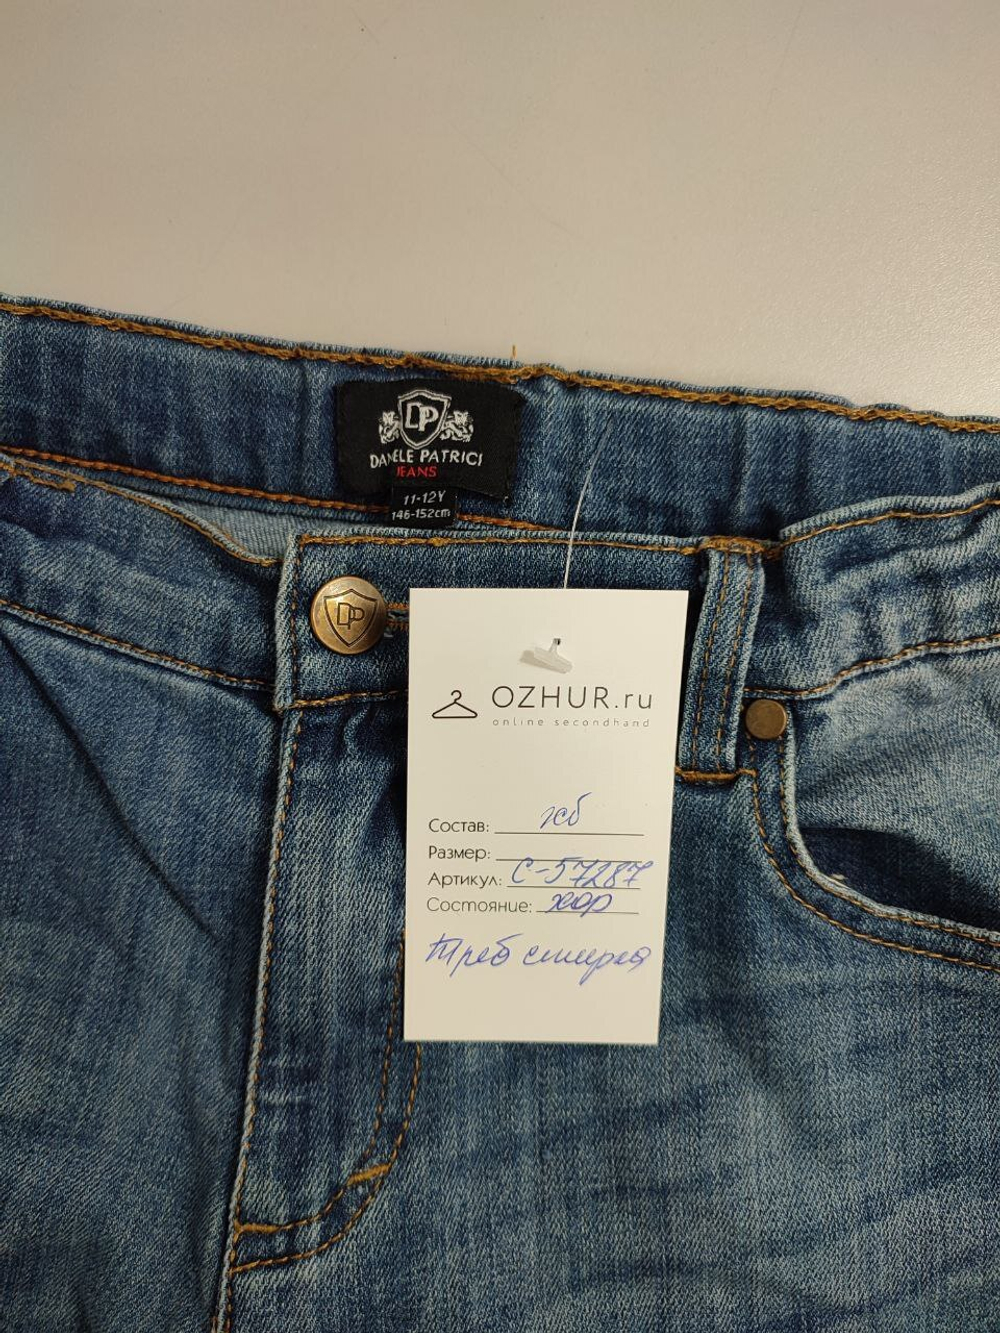 DP
DANIELE PATRICI
JEANS
11-12Y
146-152cm
DP
OZHUR.ru
online secondhand
Состав: хб
Размер:
Артикул: С-57287
Состояние: хор
Треб стирка